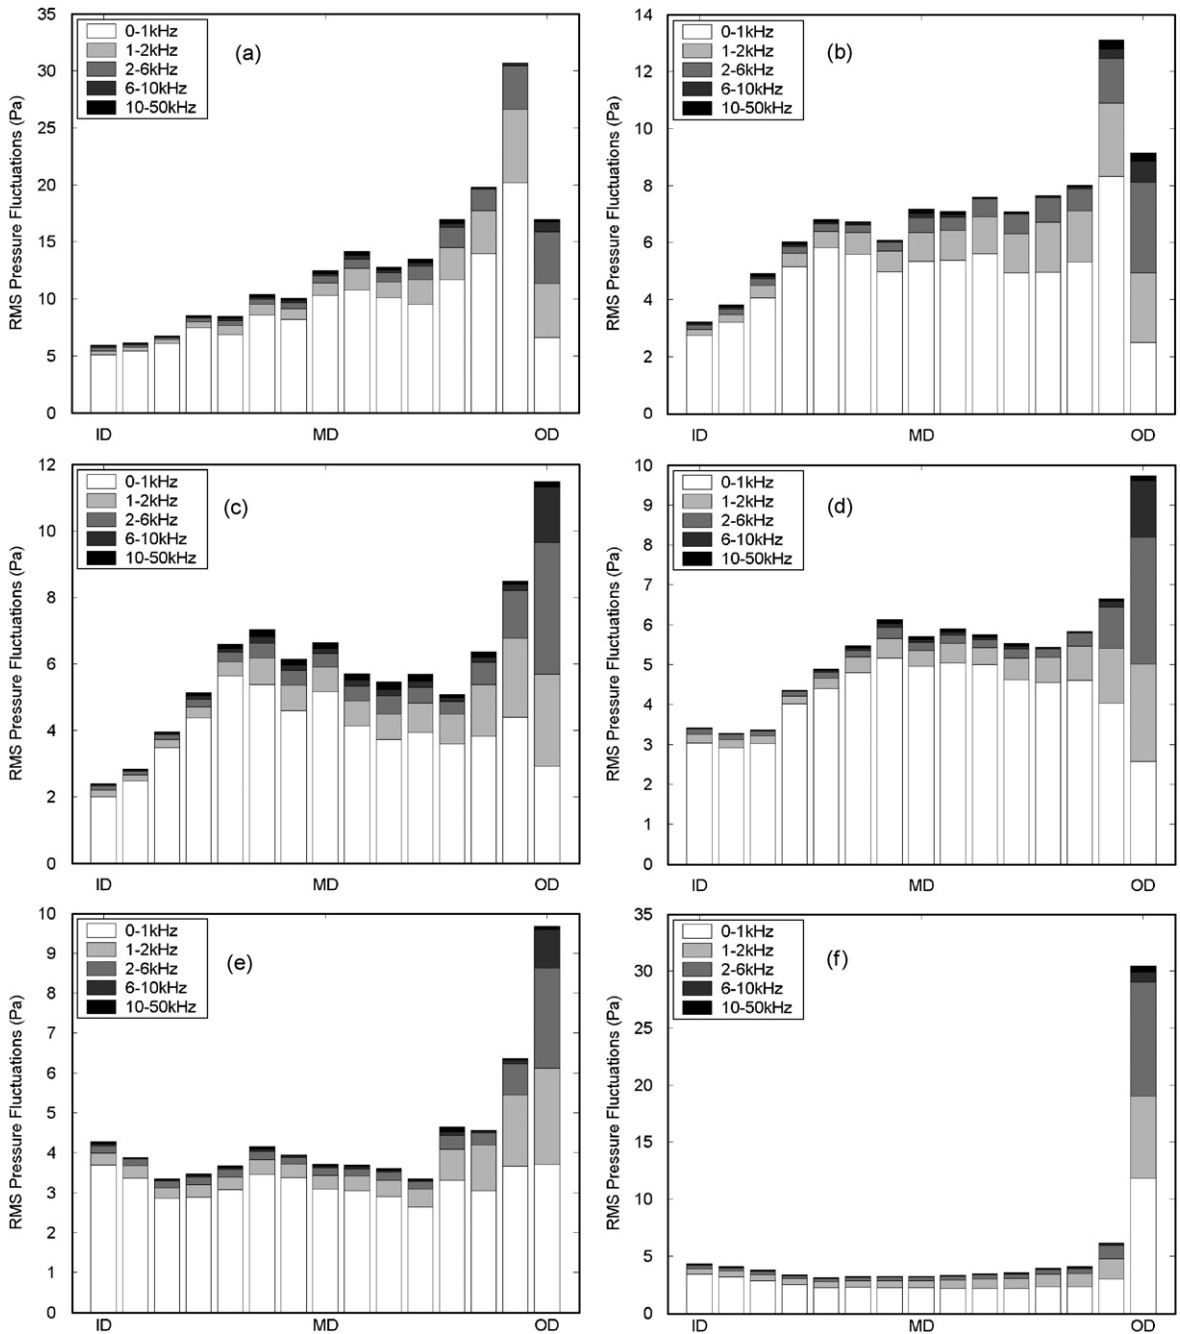 35
30
25
20
15
10
5
0
RMS Pressure Fluctuations (Pa)
0-1kHz
1-2kHz
2-6kHz
6-10kHz
10-50kHz
(a)
ID MD OD
14
12
10
8
6
4
2
0
RMS Pressure Fluctuations (Pa)
0-1kHz
1-2kHz
2-6kHz
6-10kHz
10-50kHz
(b)
ID MD OD
12
10
8
6
4
2
0
RMS Pressure Fluctuations (Pa)
0-1kHz
1-2kHz
2-6kHz
6-10kHz
10-50kHz
(c)
ID MD OD
10
9
8
7
6
5
4
3
2
1
0
RMS Pressure Fluctuations (Pa)
0-1kHz
1-2kHz
2-6kHz
6-10kHz
10-50kHz
(d)
ID MD OD
10
9
8
7
6
5
4
3
2
1
0
RMS Pressure Fluctuations (Pa)
0-1kHz
1-2kHz
2-6kHz
6-10kHz
10-50kHz
(e)
ID MD OD
35
30
25
20
15
10
5
0
RMS Pressure Fluctuations (Pa)
0-1kHz
1-2kHz
2-6kHz
6-10kHz
10-50kHz
(f)
ID MD OD